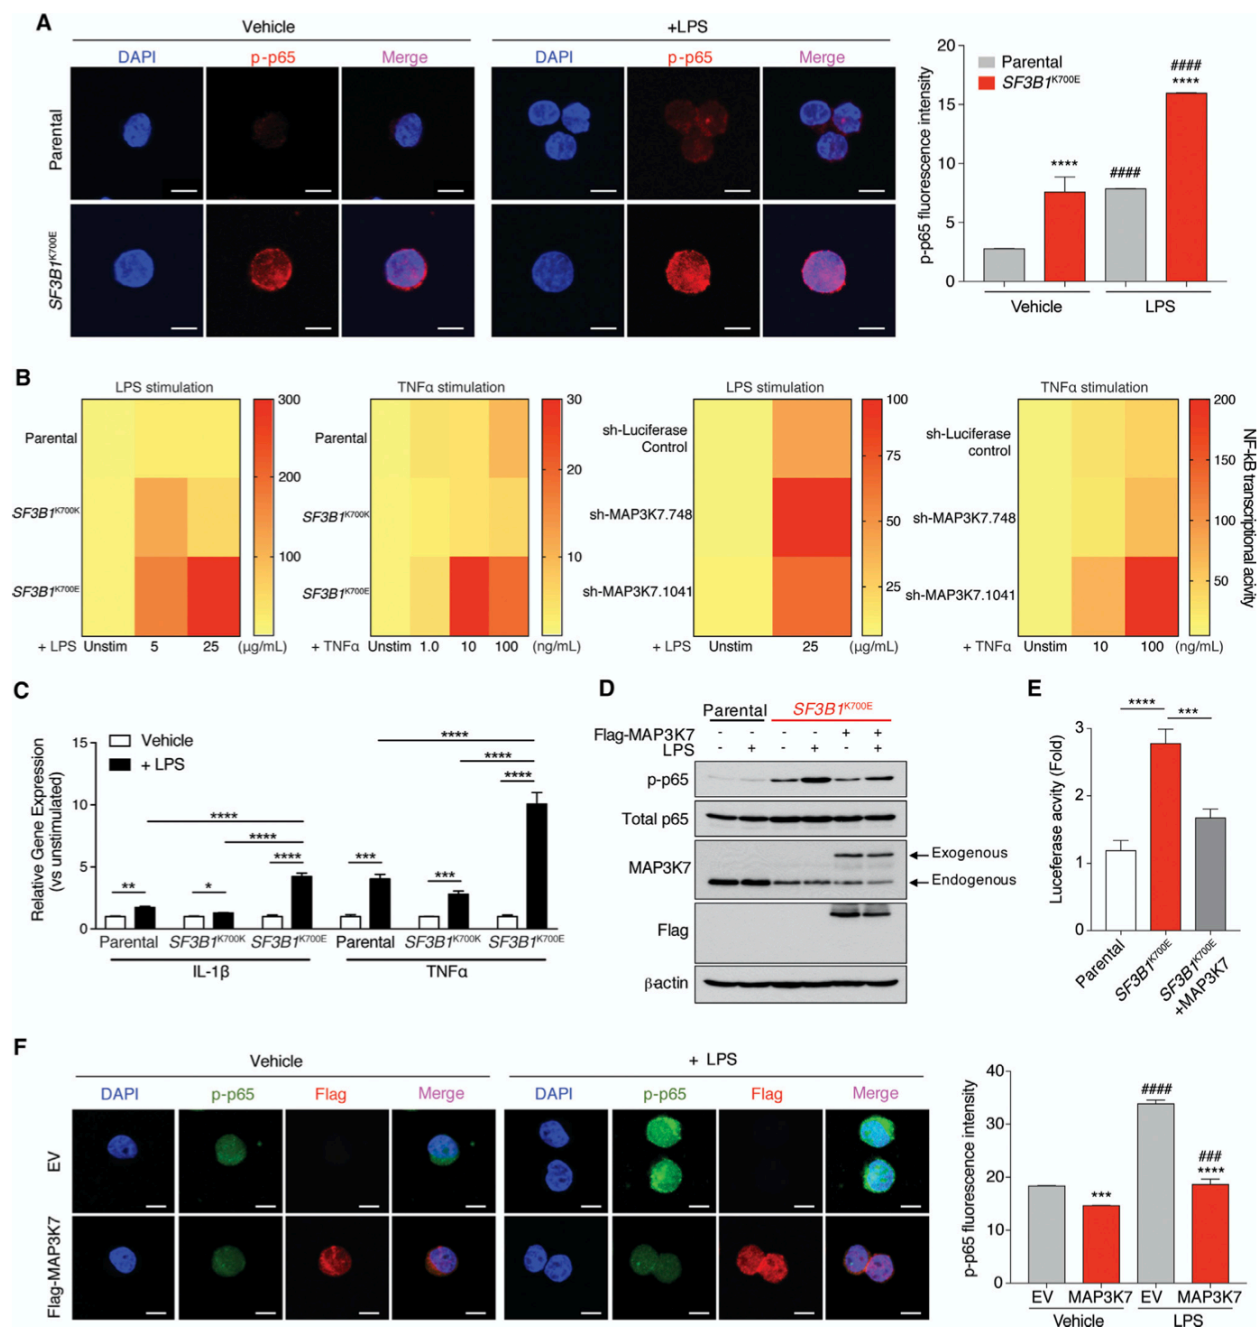 A
Vehicle
+LPS
DAPI p-p65 Merge DAPI p-p65 Merge
Parental
SF3B1K700E
p-p65 fluorescence intensity
20
15
10
5
0
Parental
SF3B1K700E
****
####
####
****
Vehicle LPS
B
LPS stimulation
TNFα stimulation
LPS stimulation
TNFα stimulation
Parental
SF3B1K700K
SF3B1K700E
300
200
100
+ LPS Unstim 5 25 (µg/mL)
Parental
SF3B1K700K
SF3B1K700E
30
20
10
+ TNFα Unstim 1.0 10 100 (ng/mL)
sh-Luciferase
Control
sh-MAP3K7.748
sh-MAP3K7.1041
100
75
50
25
+ LPS Unstim 25 (µg/mL)
sh-Luciferase
control
sh-MAP3K7.748
sh-MAP3K7.1041
200
150
100
50
+ TNFα Unstim 10 100 (ng/mL)
NF-kB transcriptional activity
C
Relative Gene Expression
(vs unstimulated)
15
10
5
0
Vehicle
+ LPS
****
****
****
** *
****
****
****
*** ***
Parental SF3B1K700K SF3B1K700E Parental SF3B1K700K SF3B1K700E
IL-1β TNFα
D
Parental SF3B1K700E
Flag-MAP3K7 - - - - + +
LPS - + - + - +
p-p65
Total p65
MAP3K7
Exogenous
Endogenous
Flag
βactin
E
Luceferase acvity (Fold)
3
2
1
0
**** ***
Parental
SF3B1K700E
SF3B1K700E
+MAP3K7
F
Vehicle
+ LPS
DAPI p-p65 Flag Merge DAPI p-p65 Flag Merge
EV
Flag-MAP3K7
p-p65 fluorescence intensity
40
30
20
10
0
***
####
###
****
EV MAP3K7 EV MAP3K7
Vehicle LPS